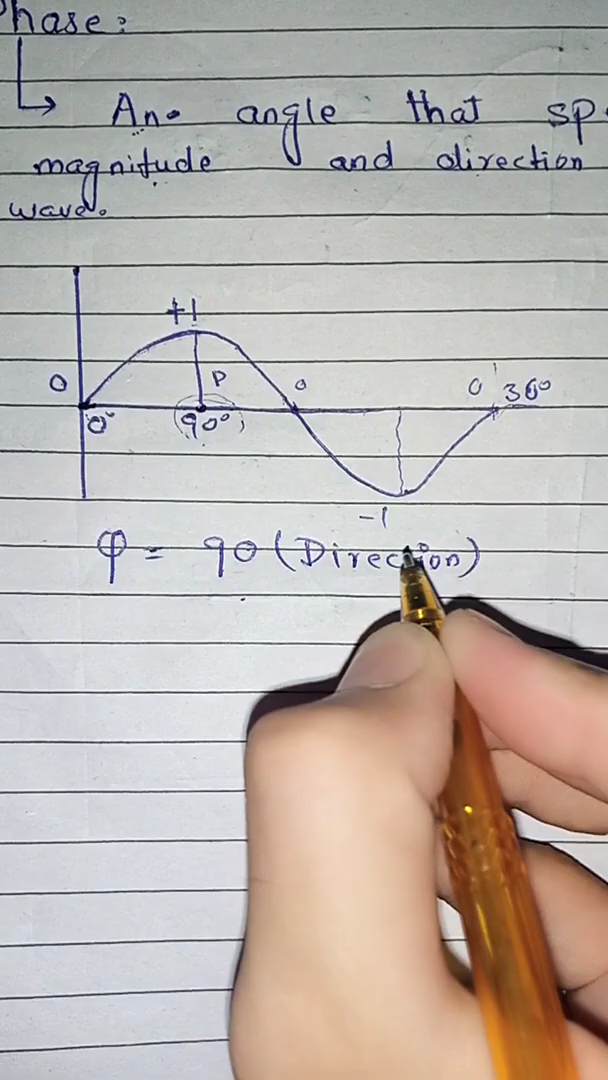 Phase:
An angle that sp
magnitude and direction
wave.
+1
0 P 0 0 360
0° 90°
-1
φ = 90 (Direction)